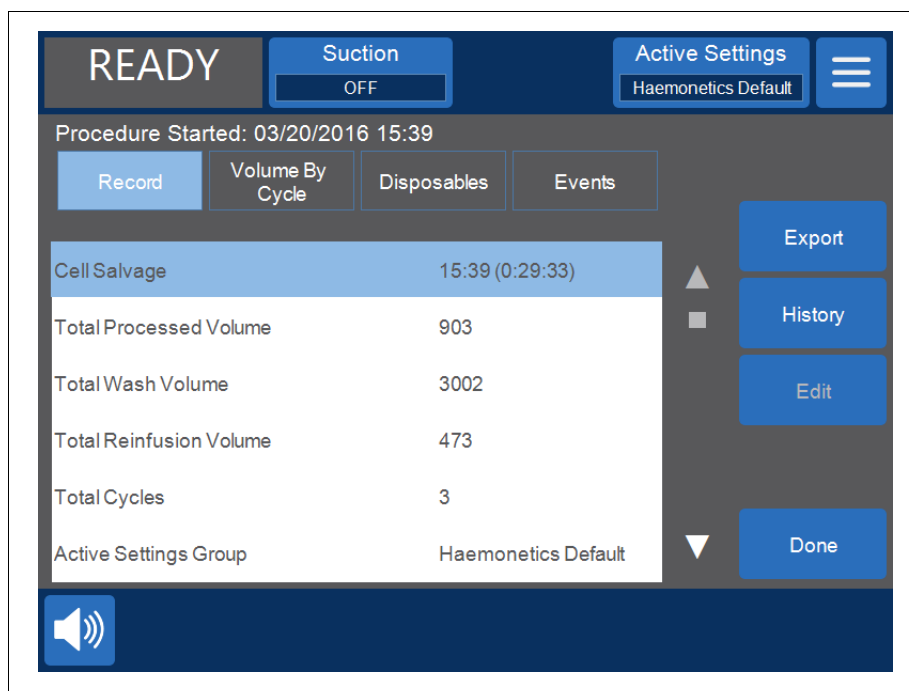 READY
Suction
OFF
Active Settings
Haemonetics Default
Procedure Started: 03/20/2016 15:39
Record
Volume By
Cycle
Disposables
Events
Export
Cell Salvage 15:39 (0:29:33)
Total Processed Volume 903
History
Total Wash Volume 3002
Edit
Total Reinfusion Volume 473
Total Cycles 3
Active Settings Group Haemonetics Default
Done